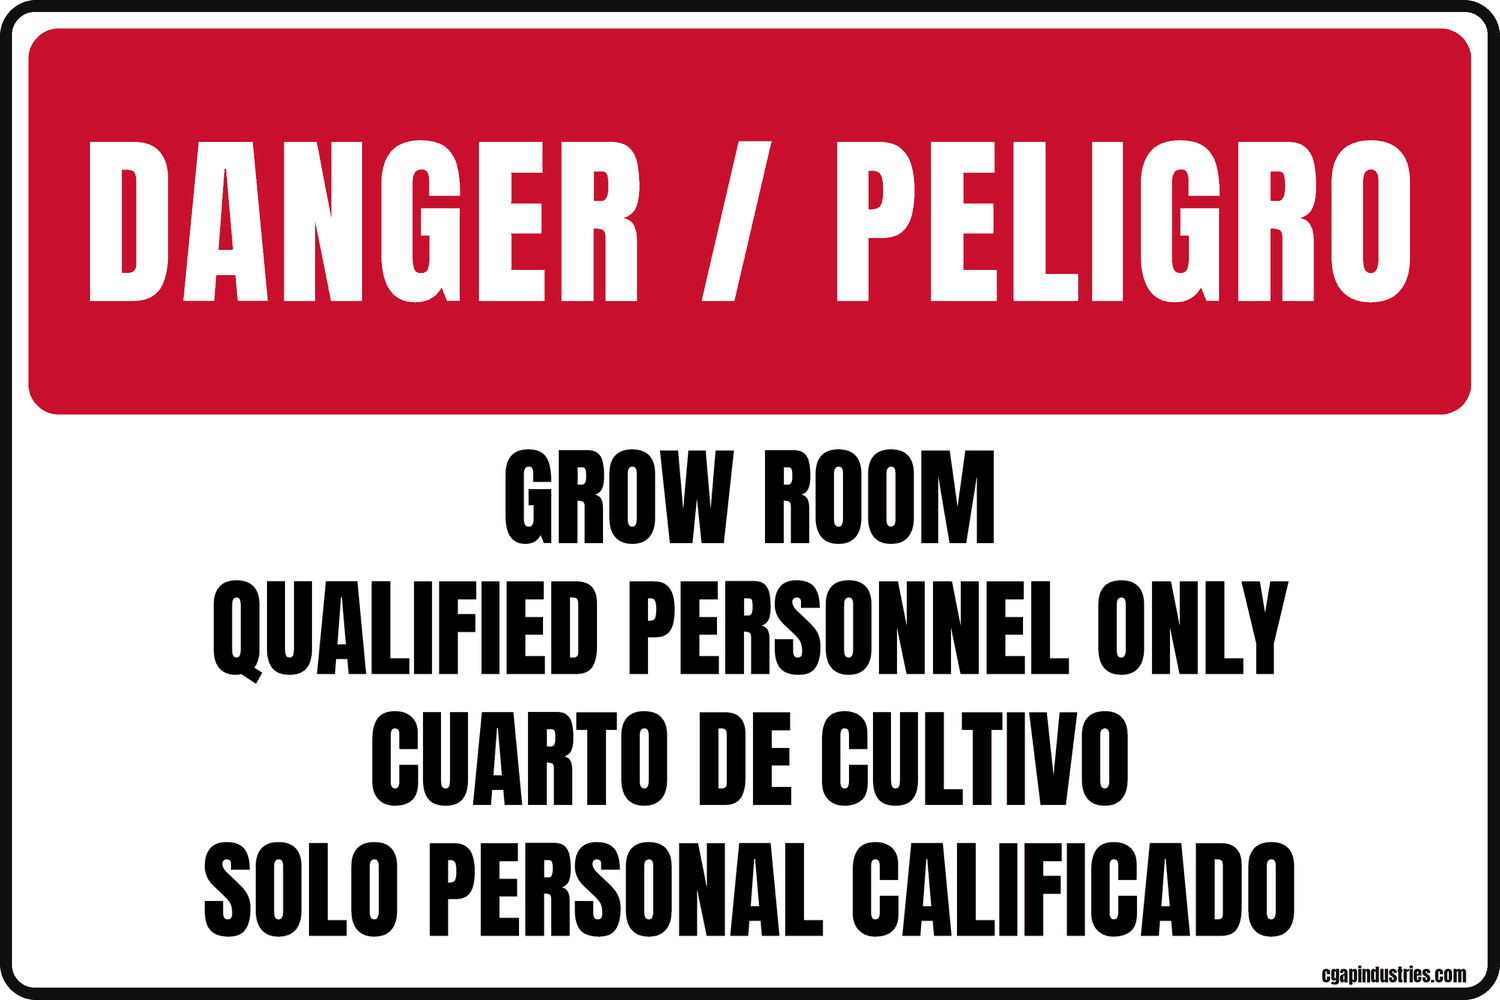 DANGER / PELIGRO
GROW ROOM
QUALIFIED PERSONNEL ONLY
CUARTO DE CULTIVO
SOLO PERSONAL CALIFICADO
cgapindustries.com